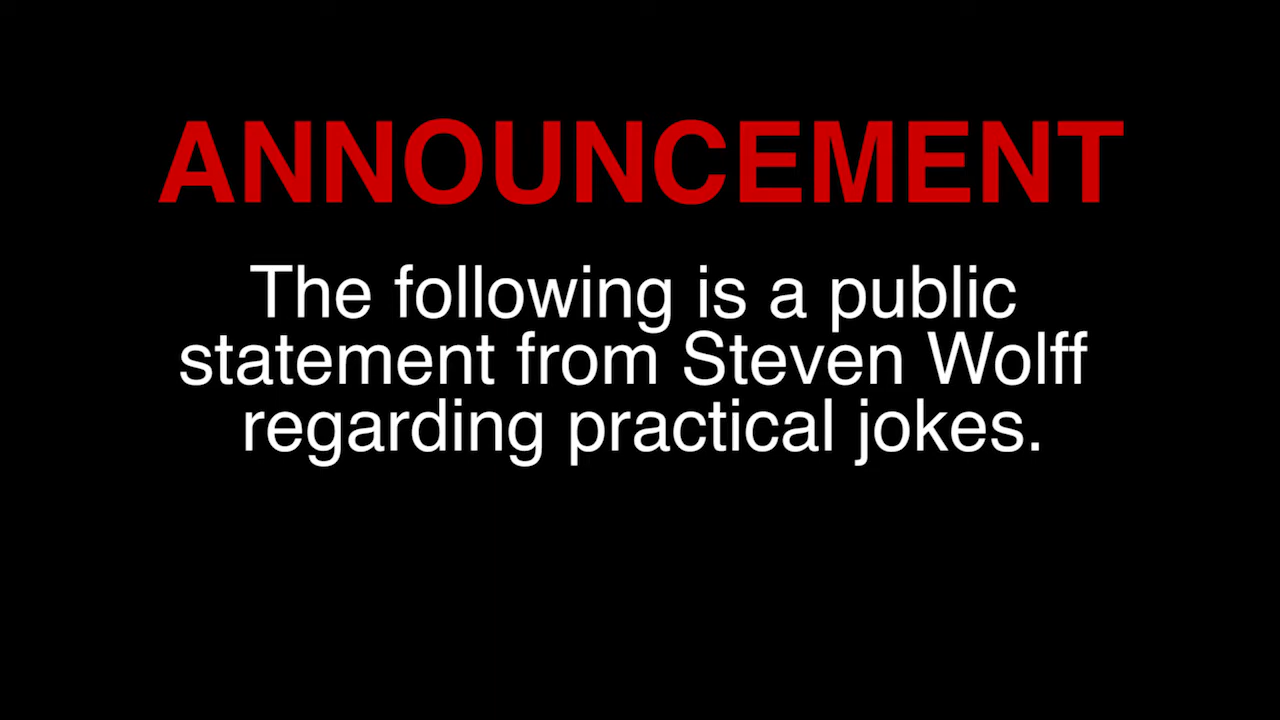 ANNOUNCEMENT
The following is a public
statement from Steven Wolff
regarding practical jokes.